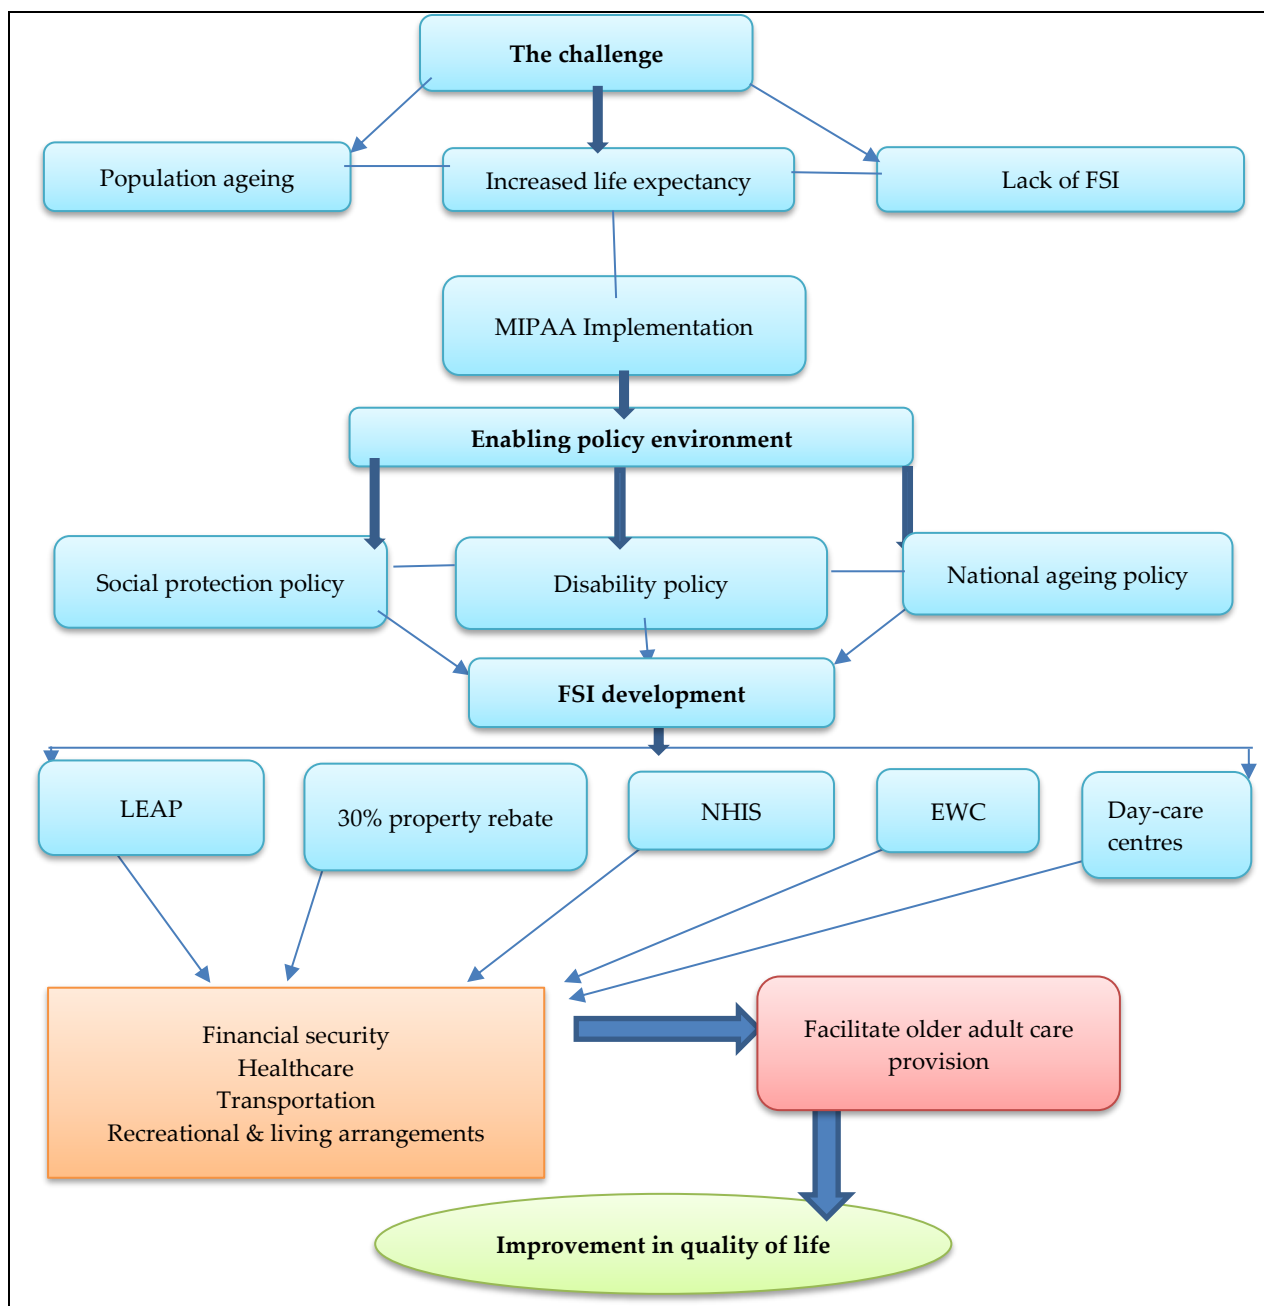 The challenge
Population ageing
Increased life expectancy
Lack of FSI
MIPAA Implementation
Enabling policy environment
Social protection policy
Disability policy
National ageing policy
FSI development
LEAP
30% property rebate
NHIS
EWC
Day-care
centres
Financial security
Healthcare
Transportation
Recreational & living arrangements
Facilitate older adult care
provision
Improvement in quality of life